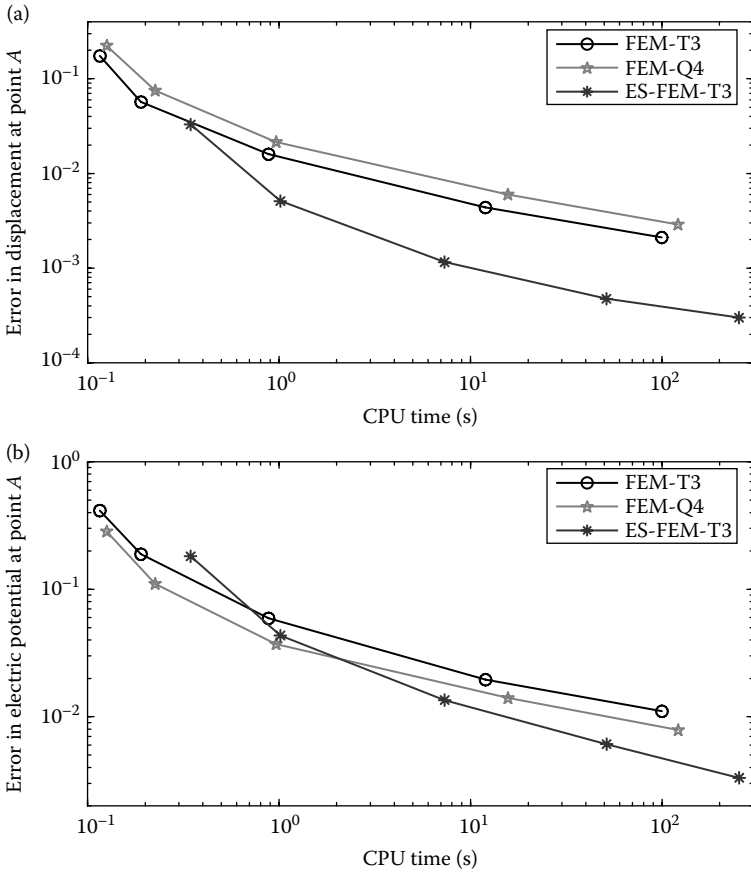 (a)
Error in displacement at point A
10⁻¹
10⁻²
10⁻³
10⁻⁴
FEM-T3
FEM-Q4
ES-FEM-T3
10⁻¹
10⁰
10¹
10²
CPU time (s)
(b)
Error in electric potential at point A
10⁰
10⁻¹
10⁻²
FEM-T3
FEM-Q4
ES-FEM-T3
10⁻¹
10⁰
10¹
10²
CPU time (s)